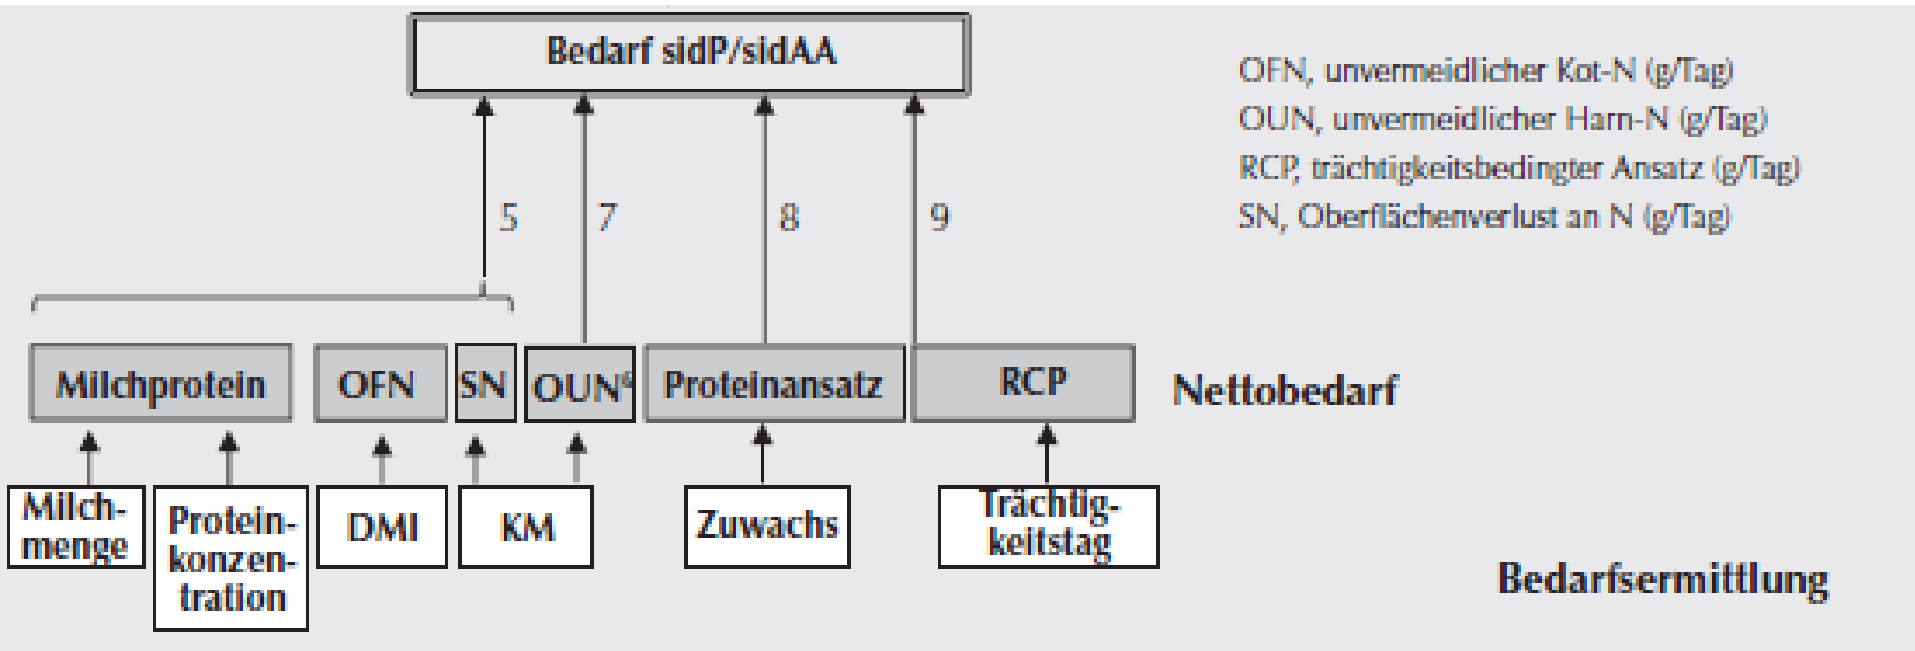 Bedarf sidP/sidAA
OFN, unvermeidlicher Kot-N (g/Tag)
OUN, unvermeidlicher Harn-N (g/Tag)
RCP, trächtigkeitsbedingter Ansatz (g/Tag)
SN, Oberflächenverlust an N (g/Tag)
5
7
8
9
Milchprotein
OFN
SN
OUN⁶
Proteinansatz
RCP
Nettobedarf
Milch-
menge
Protein-
konzen-
tration
DMI
KM
Zuwachs
Trächtig-
keitstag
Bedarfsermittlung